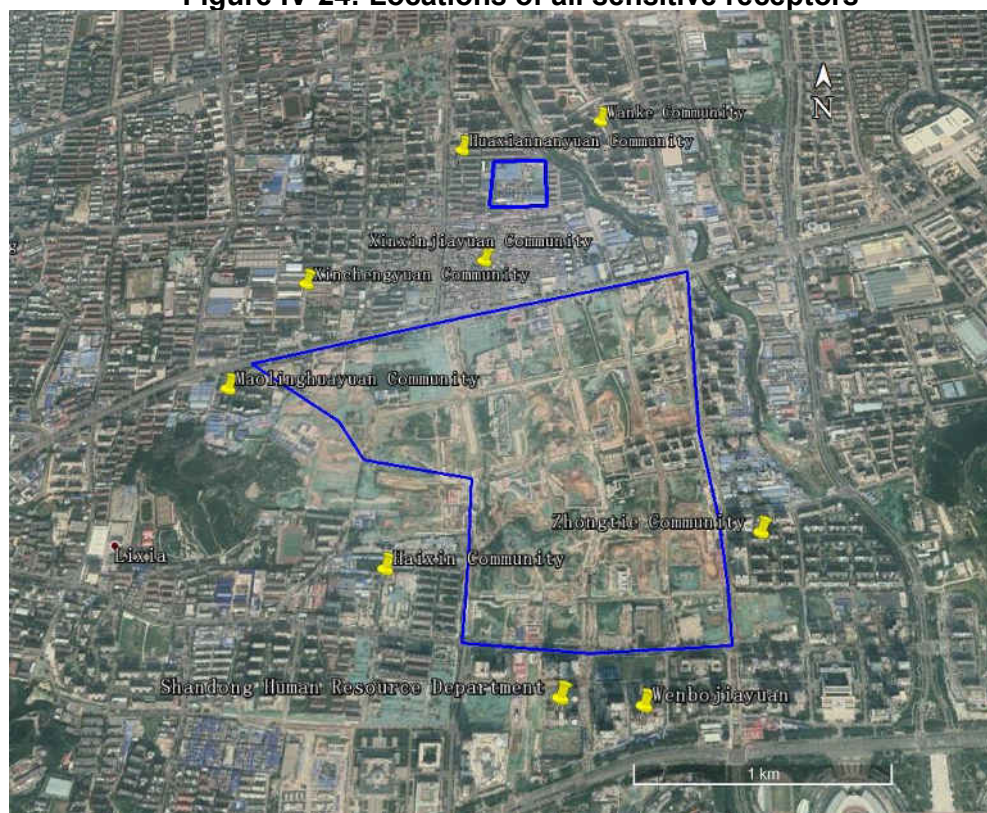 Figure IV-24: Locations of all sensitive receptors
Wanke Community
Huaxiannanyuan Community
N
Xinxinjiayuan Community
Xinchengyuan Community
Maolinghuayuan Community
Zhongtie Community
Lixia
Haixin Community
Shandong Human Resource Department
Wenbojiayuan
1 km